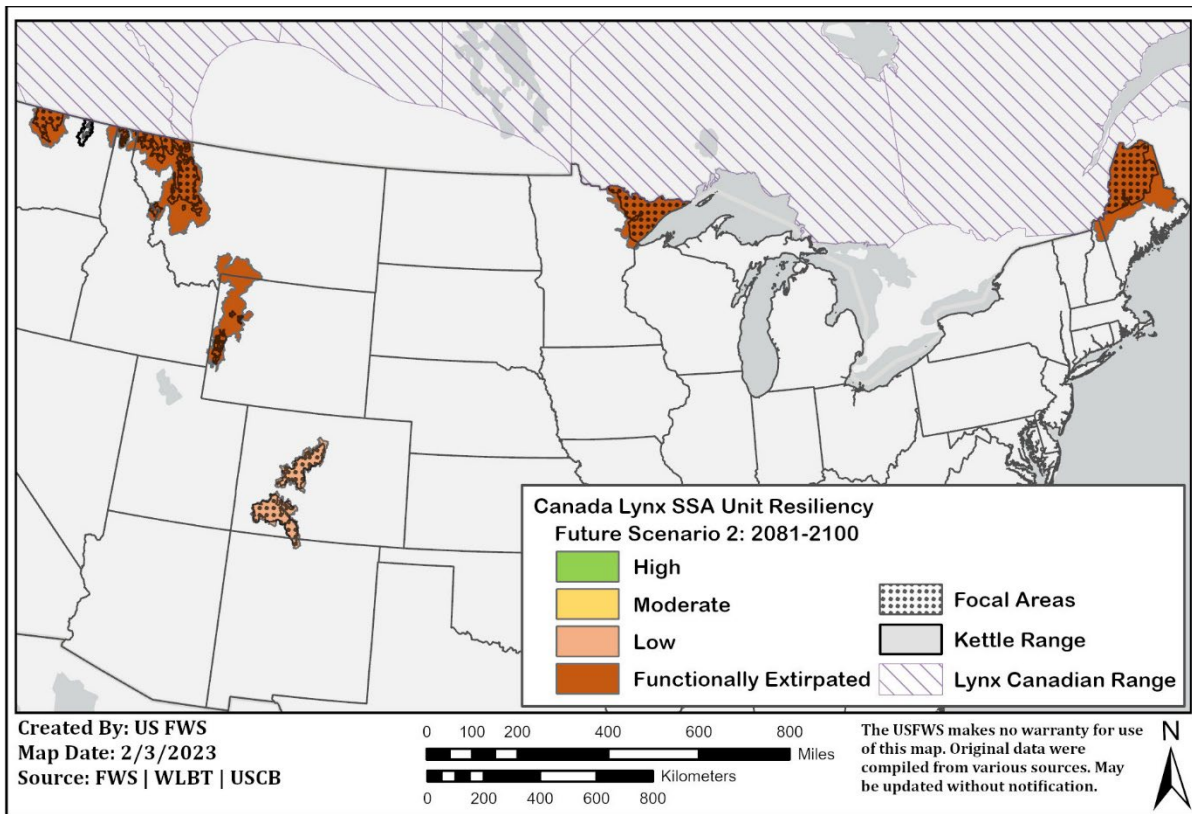 Canada Lynx SSA Unit Resiliency
Future Scenario 2: 2081-2100
High
Moderate
Low
Functionally Extirpated
Focal Areas
Kettle Range
Lynx Canadian Range
Created By: US FWS
Map Date: 2/3/2023
Source: FWS | WLBT | USCB
0 100 200 400 600 800
Miles
Kilometers
0 100 200 400 600 800
The USFWS makes no warranty for use
of this map. Original data were
compiled from various sources. May
be updated without notification.
N